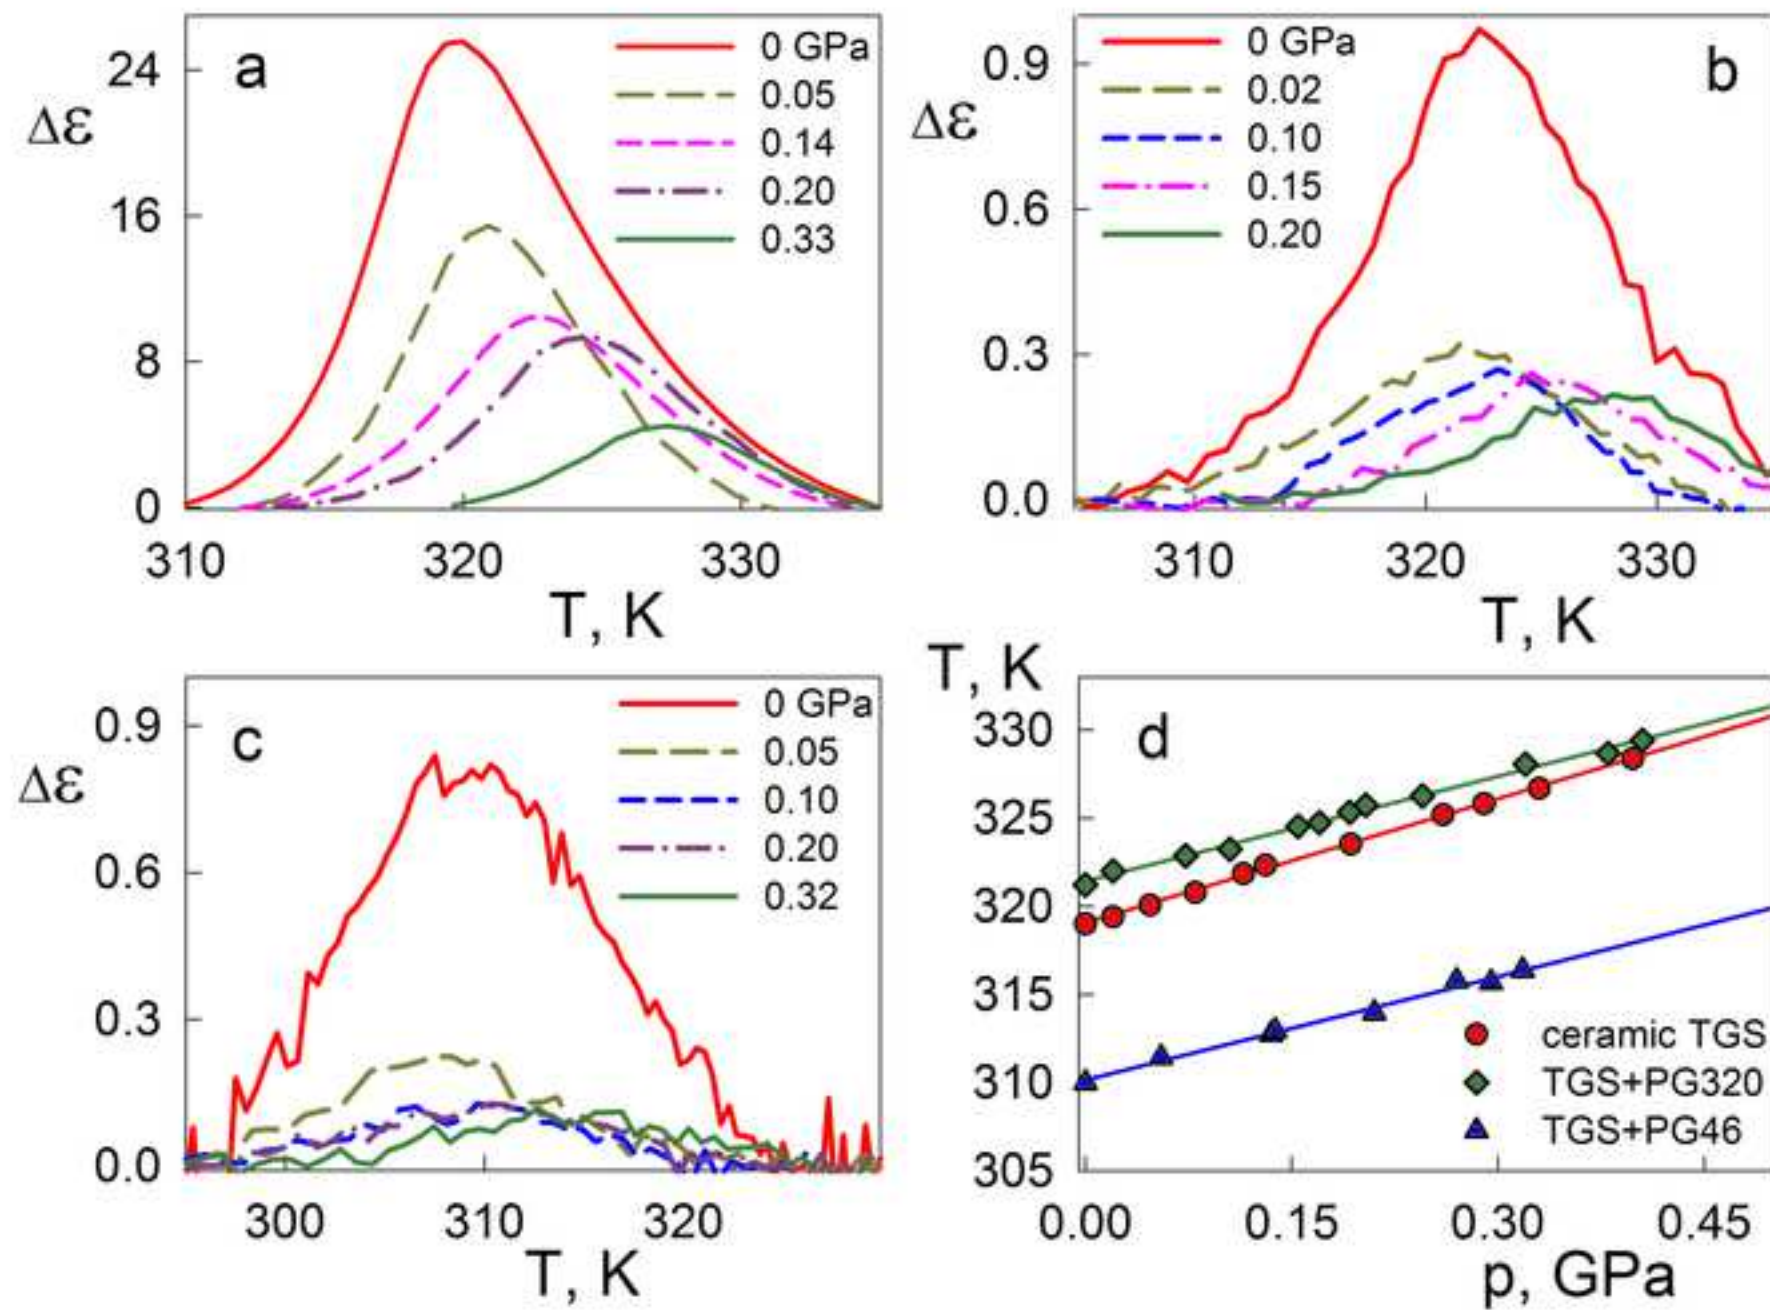 a
Δε
24
16
8
0
310
320
330
T, K
0 GPa
0.05
0.14
0.20
0.33
b
Δε
0.9
0.6
0.3
0.0
310
320
330
T, K
0 GPa
0.02
0.10
0.15
0.20
c
Δε
0.9
0.6
0.3
0.0
300
310
320
T, K
0 GPa
0.05
0.10
0.20
0.32
T, K
d
330
325
320
315
310
305
0.00
0.15
0.30
0.45
p, GPa
ceramic TGS
TGS+PG320
TGS+PG46